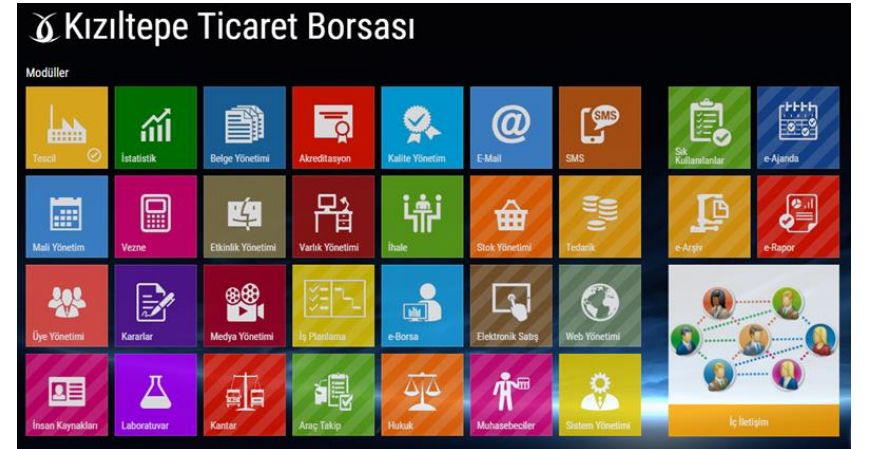 Kızıltepe Ticaret Borsası
Modüller
Tescil
İstatistik
Belge Yönetimi
Akreditasyon
Kalite Yönetim
E-Mail
SMS
SMS
Sık
Kullanılanlar
e-Ajanda
Mali Yönetim
Vezne
Etkinlik Yönetimi
Varlık Yönetimi
İhale
Stok Yönetimi
Tedarik
e-Arşiv
e-Rapor
Üye Yönetimi
Kararlar
Medya Yönetimi
İş Planlama
e-Borsa
Elektronik Satış
Web Yönetimi
İnsan Kaynakları
Laboratuvar
Kantar
Araç Takip
Hukuk
Muhasebeciler
Sistem Yönetimi
İç İletişim